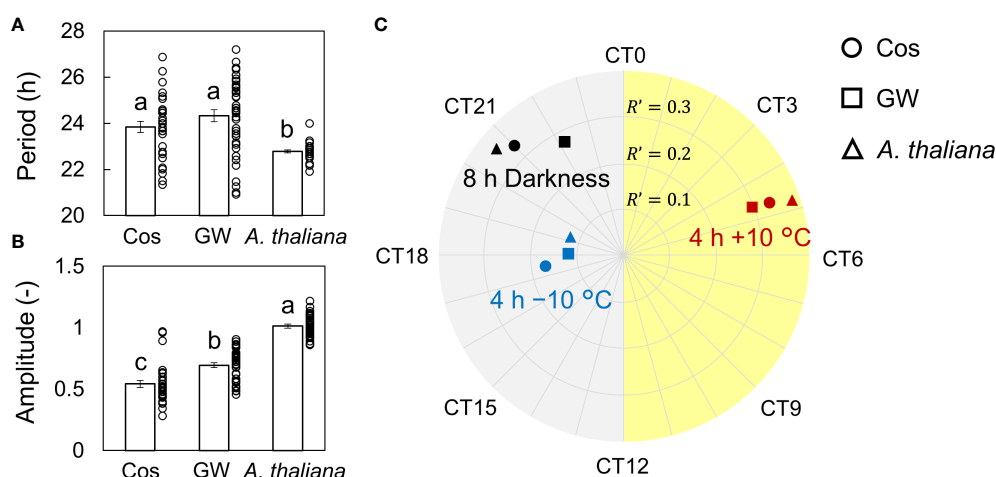 A
28
26
24
22
20
Period (h)
a
a
b
Cos GW A. thaliana
B
1.5
1
0.5
0
Amplitude (-)
c
b
a
Cos GW A. thaliana
C
CT0
CT3
CT6
CT9
CT12
CT15
CT18
CT21
R' = 0.3
R' = 0.2
R' = 0.1
8 h Darkness
4 h +10 °C
4 h −10 °C
Cos
GW
A. thaliana